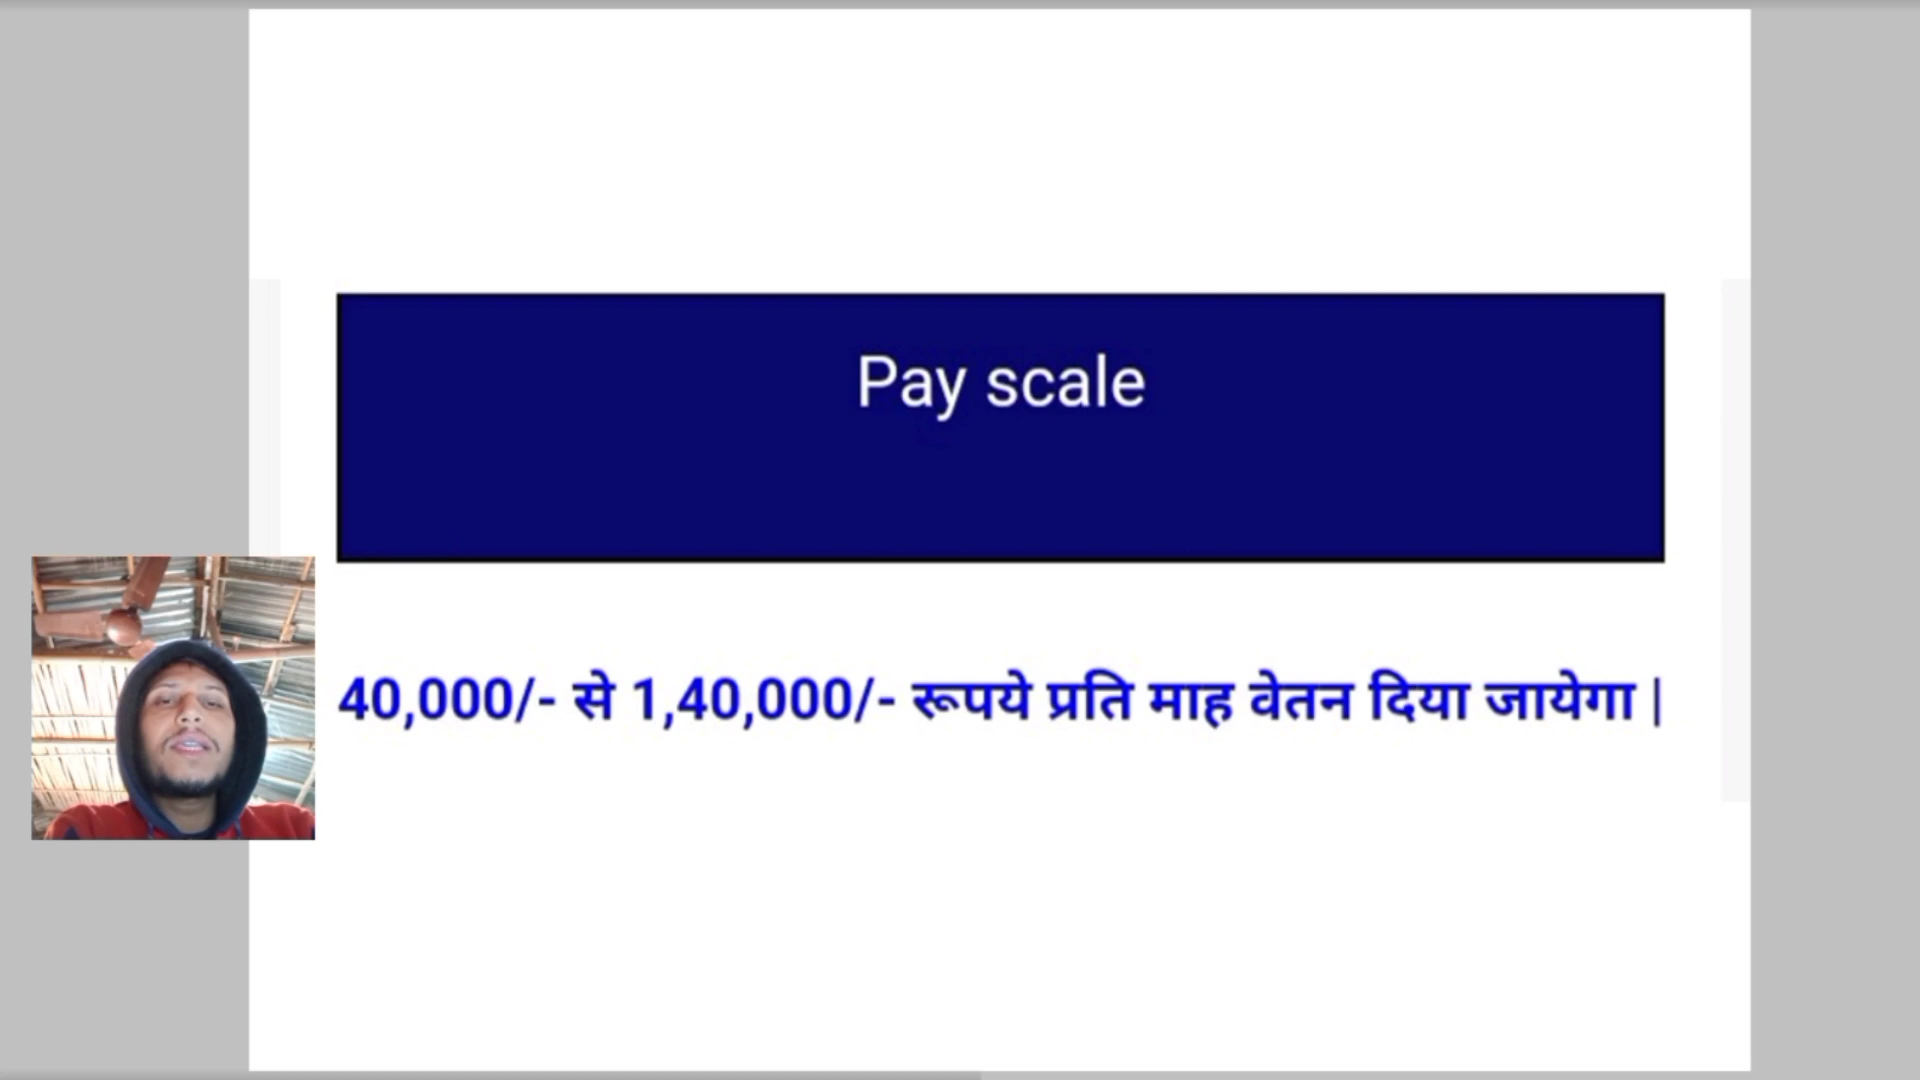 Pay scale
40,000/- से 1,40,000/- रूपये प्रति माह वेतन दिया जायेगा |